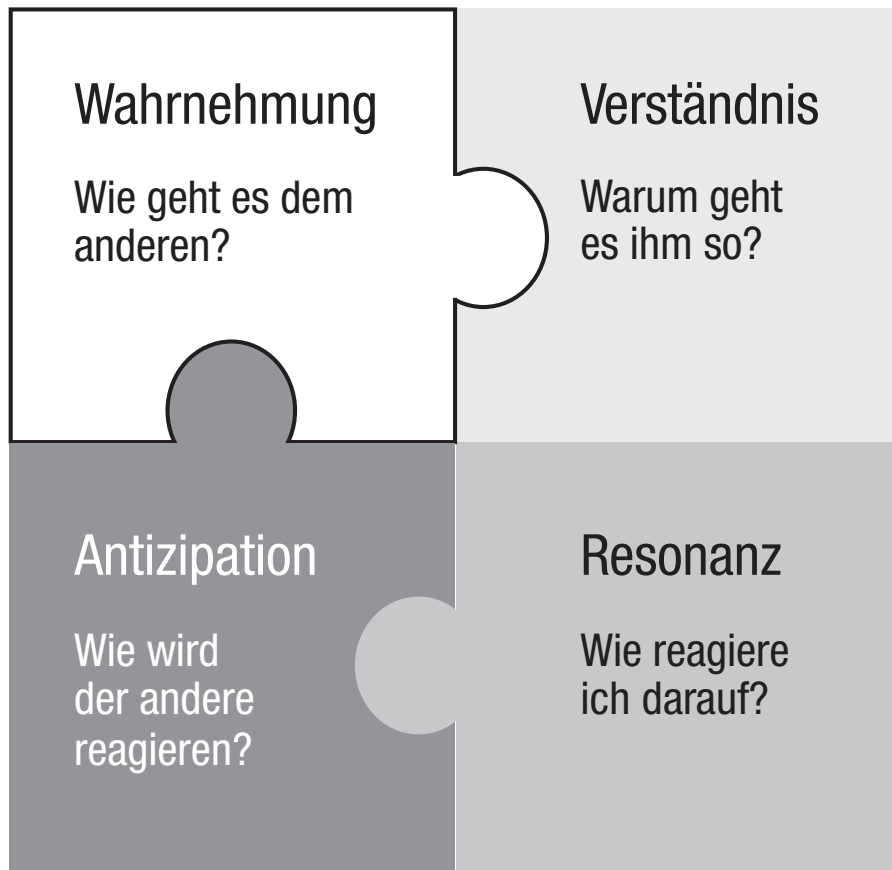 Wahrnehmung
Wie geht es dem
anderen?
Verständnis
Warum geht
es ihm so?
Antizipation
Wie wird
der andere
reagieren?
Resonanz
Wie reagiere
ich darauf?